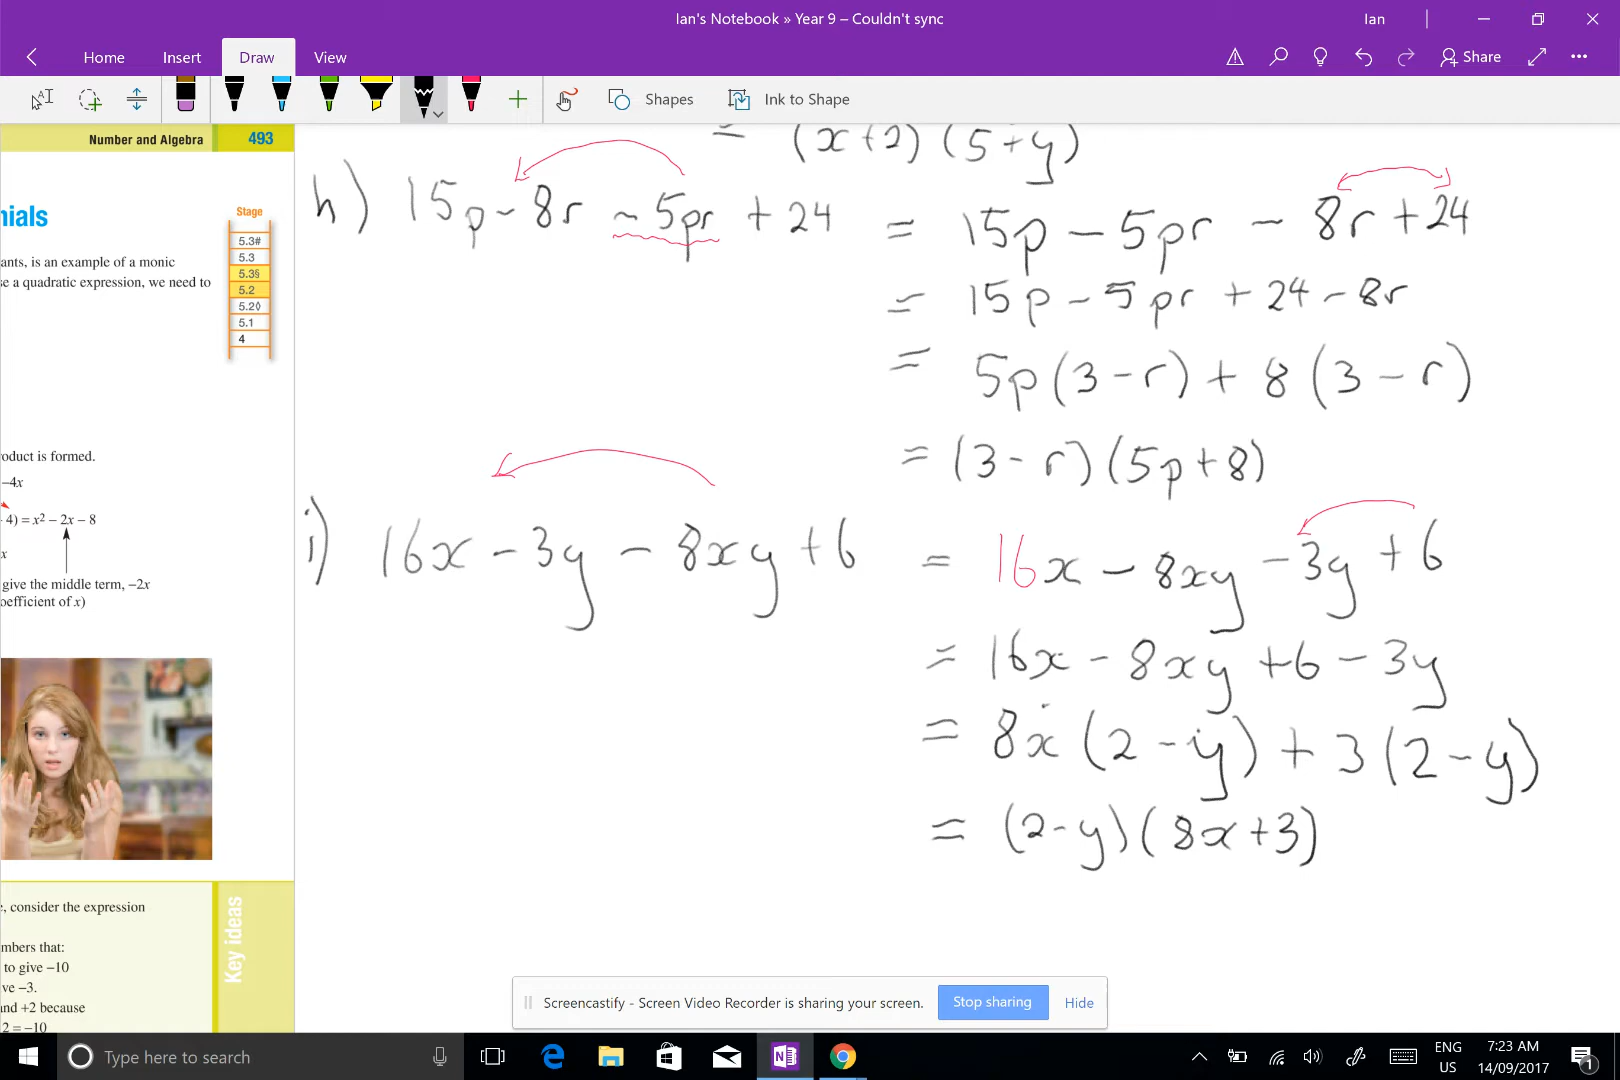 Ian's Notebook » Year 9 – Couldn't sync
Ian
Home Insert Draw View
Share
Shapes Ink to Shape
Number and Algebra 493
nials
Stage
5.3#
5.3
5.3§
5.2
5.2◊
5.1
4
ants, is an example of a monic
se a quadratic expression, we need to
oduct is formed.
−4x
4) = x² − 2x − 8
x
give the middle term, −2x
oefficient of x)
e, consider the expression
mbers that:
to give −10
ve −3.
and +2 because
2 = −10
Key ideas
= (x+2)(5+y)
h) 15p − 8r − 5pr + 24 = 15p − 5pr − 8r + 24
= 15p − 5pr + 24 − 8r
= 5p(3 − r) + 8(3 − r)
= (3 − r)(5p + 8)
i) 16x − 3y − 8xy + 6 = 16x − 8xy − 3y + 6
= 16x − 8xy + 6 − 3y
= 8x(2 − y) + 3(2 − y)
= (2 − y)(8x + 3)
Screencastify - Screen Video Recorder is sharing your screen. Stop sharing Hide
Type here to search
ENG
US
7:23 AM
14/09/2017
1